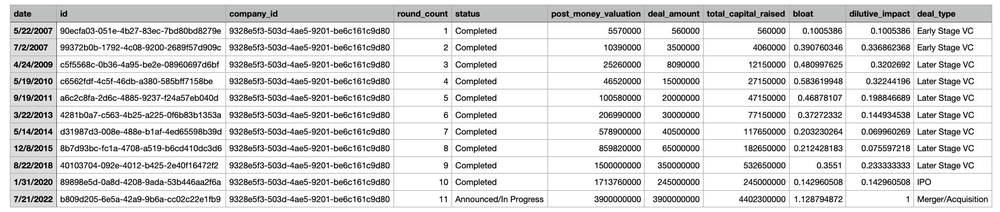 date id company_id round_count status post_money_valuation deal_amount total_capital_raised bloat dilutive_impact deal_type
5/22/2007 90ecfa03-051e-4b27-83ec-7bd80bd8279e 9328e5f3-503d-4ae5-9201-be6c161c9d80 1 Completed 5570000 560000 560000 0.1005386 0.1005386 Early Stage VC
7/2/2007 99372b0b-1792-4c08-9200-2689f57d909c 9328e5f3-503d-4ae5-9201-be6c161c9d80 2 Completed 10390000 3500000 4060000 0.390760346 0.336862368 Early Stage VC
4/24/2009 c5f5568c-0b36-4a95-be2e-08960697d6bf 9328e5f3-503d-4ae5-9201-be6c161c9d80 3 Completed 25260000 8090000 12150000 0.480997625 0.3202692 Later Stage VC
5/19/2010 c6562fdf-4c5f-46db-a380-585bff7158be 9328e5f3-503d-4ae5-9201-be6c161c9d80 4 Completed 46520000 15000000 27150000 0.583619948 0.32244196 Later Stage VC
9/19/2011 a6c2c8fa-2d6c-4885-9237-f24a57eb040d 9328e5f3-503d-4ae5-9201-be6c161c9d80 5 Completed 100580000 20000000 47150000 0.46878107 0.198846689 Later Stage VC
3/22/2013 4281b0a7-c563-4b25-a225-0f6b83b1353a 9328e5f3-503d-4ae5-9201-be6c161c9d80 6 Completed 206990000 30000000 77150000 0.37272332 0.144934538 Later Stage VC
5/14/2014 d31987d3-008e-488e-b1af-4ed65598b39d 9328e5f3-503d-4ae5-9201-be6c161c9d80 7 Completed 578900000 40500000 117650000 0.203230264 0.069960269 Later Stage VC
12/8/2015 8b7d93bc-fc1a-4708-a519-b6cd410dc3d6 9328e5f3-503d-4ae5-9201-be6c161c9d80 8 Completed 859820000 65000000 182650000 0.212428183 0.075597218 Later Stage VC
8/22/2018 40103704-092e-4012-b425-2e40f16472f2 9328e5f3-503d-4ae5-9201-be6c161c9d80 9 Completed 1500000000 350000000 532650000 0.3551 0.233333333 Later Stage VC
1/31/2020 89898e5d-0a8d-4208-9ada-53b446aa2f6a 9328e5f3-503d-4ae5-9201-be6c161c9d80 10 Completed 1713760000 245000000 245000000 0.142960508 0.142960508 IPO
7/21/2022 b809d205-6e5a-42a9-9b6a-cc02c22e1fb9 9328e5f3-503d-4ae5-9201-be6c161c9d80 11 Announced/In Progress 3900000000 3900000000 4402300000 1.128794872 1 Merger/Acquisition